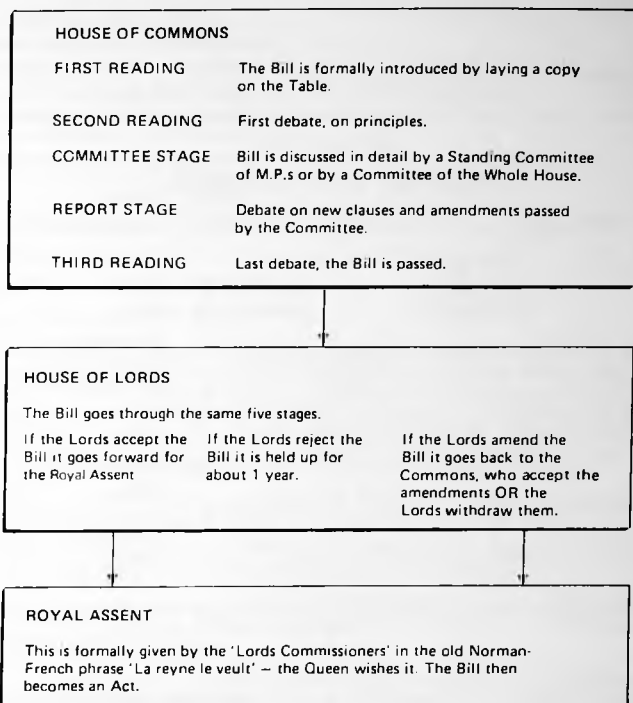 HOUSE OF COMMONS
FIRST READING The Bill is formally introduced by laying a copy
on the Table.
SECOND READING First debate, on principles.
CCMMITTEE STAGE Bill is discussed in detail by a Standing Committee
of M.P.s or by a Committee of the Whole House.
REPORT STAGE Debate on new clauses and amendments passed
by the Committee.
THIRD READING Last debate, the Bill is passed.
HOUSE OF LORDS
The Bill goes through the same five stages.
If the Lords accept the
Bill it goes forward for
the Royal Assent
If the Lords reject the
Bill it is held up for
about 1 year.
If the Lords amend the
Bill it goes back to the
Commons, who accept the
amendments OR the
Lords withdraw them.
ROYAL ASSENT
This is formally given by the 'Lords Commissioners' in the old Norman-
French phrase 'La reyne le veult' – the Queen wishes it. The Bill then
becomes an Act.